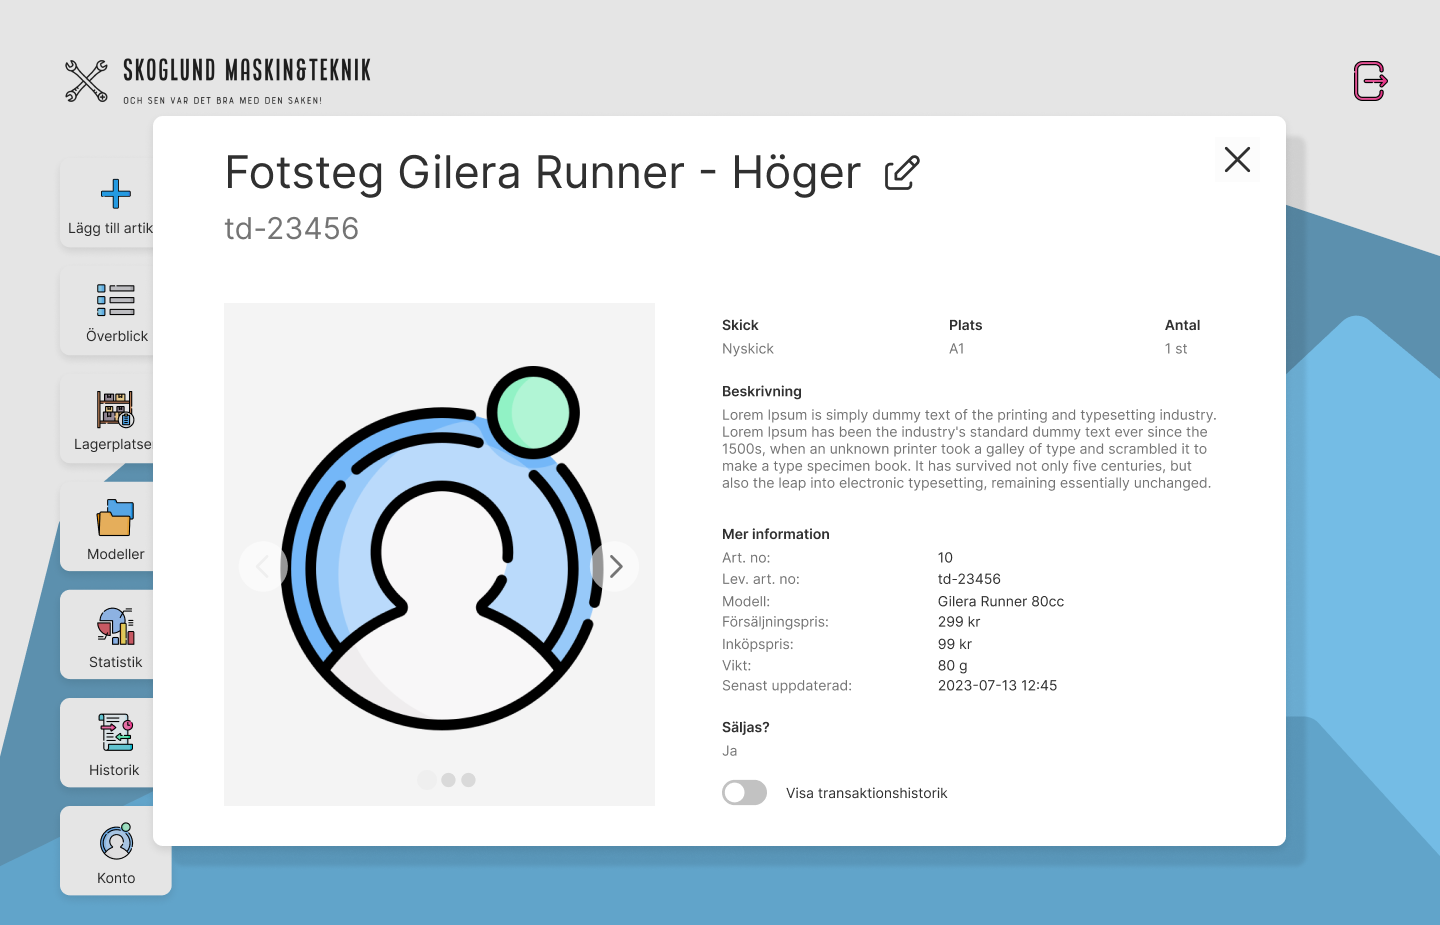 SKOGLUND MASKIN&TEKNIK
OCH SEN VAR DET BRA MED DEN SAKEN!
Lägg till artik
Överblick
Lagerplatse
Modeller
Statistik
Historik
Konto
Fotsteg Gilera Runner - Höger
td-23456
Skick
Plats
Antal
Nyskick
A1
1 st
Beskrivning
Lorem Ipsum is simply dummy text of the printing and typesetting industry.
Lorem Ipsum has been the industry's standard dummy text ever since the
1500s, when an unknown printer took a galley of type and scrambled it to
make a type specimen book. It has survived not only five centuries, but
also the leap into electronic typesetting, remaining essentially unchanged.
Mer information
Art. no: 10
Lev. art. no: td-23456
Modell: Gilera Runner 80cc
Försäljningspris: 299 kr
Inköpspris: 99 kr
Vikt: 80 g
Senast uppdaterad: 2023-07-13 12:45
Säljas?
Ja
Visa transaktionshistorik